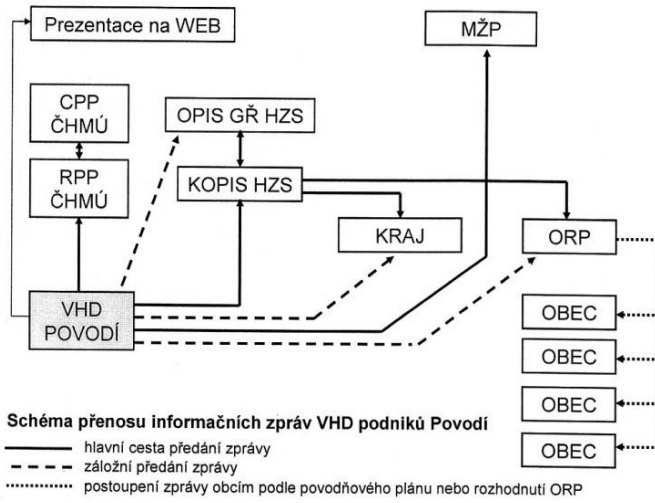 Prezentace na WEB
MŽP
CPP
ČHMÚ
OPIS GŘ HZS
RPP
ČHMÚ
KOPIS HZS
KRAJ
ORP
VHD
POVODÍ
OBEC
OBEC
OBEC
OBEC
Schéma přenosu informačních zpráv VHD podniků Povodí
hlavní cesta předání zprávy
záložní předání zprávy
postoupení zprávy obcím podle povodňového plánu nebo rozhodnutí ORP